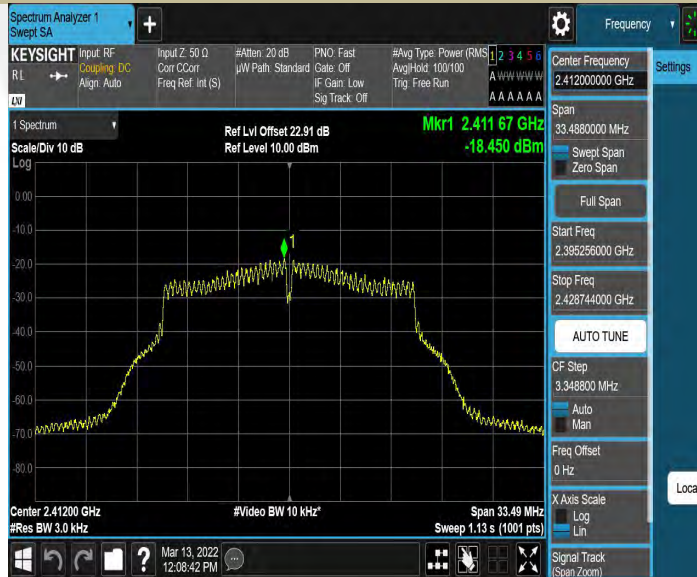 Spectrum Analyzer 1
Swept SA
+
Frequency
KEYSIGHT
RL
LXI
Input: RF
Coupling: DC
Align: Auto
Input Z: 50 Ω
Corr CCorr
Freq Ref: Int (S)
#Atten: 20 dB
µW Path: Standard
PNO: Fast
Gate: Off
IF Gain: Low
Sig Track: Off
#Avg Type: Power (RMS
Avg|Hold: 100/100
Trig: Free Run
1 2 3 4 5 6
A W W W W W
A A A A A A
1 Spectrum
Scale/Div 10 dB
Log
Ref Lvl Offset 22.91 dB
Ref Level 10.00 dBm
Mkr1 2.411 67 GHz
-18.450 dBm
1
0.00
-10.0
-20.0
-30.0
-40.0
-50.0
-60.0
-70.0
-80.0
Center 2.41200 GHz
#Res BW 3.0 kHz
#Video BW 10 kHz*
Span 33.49 MHz
Sweep 1.13 s (1001 pts)
?
Mar 13, 2022
12:08:42 PM
Center Frequency
2.412000000 GHz
Settings
Span
33.4880000 MHz
Swept Span
Zero Span
Full Span
Start Freq
2.395256000 GHz
Stop Freq
2.428744000 GHz
AUTO TUNE
CF Step
3.348800 MHz
Auto
Man
Freq Offset
0 Hz
X Axis Scale
Log
Lin
Loca
Signal Track
(Span Zoom)